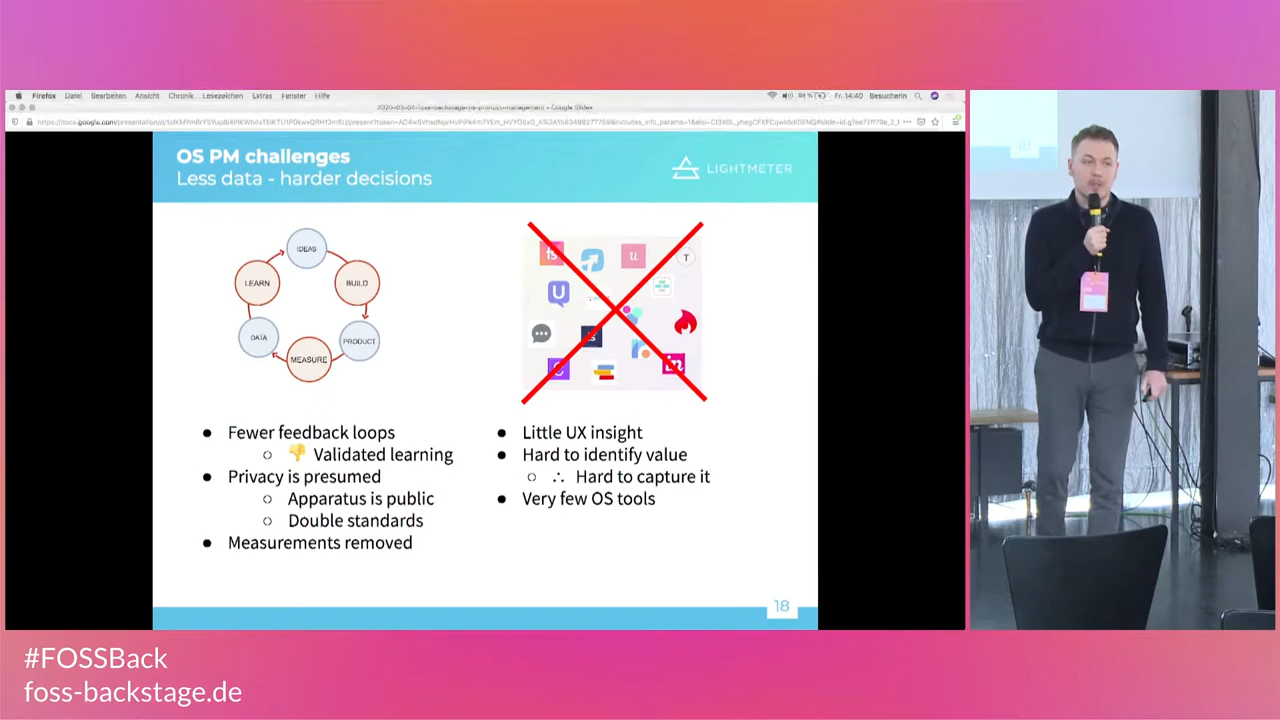 Firefox Datei Bearbeiten Ansicht Chronik Lesezeichen Extras Fenster Hilfe
Fr. 14:40 Besucherin
OS PM challenges
Less data - harder decisions
LIGHTMETER
IDEAS
BUILD
PRODUCT
MEASURE
DATA
LEARN
u
T
U
in
Fewer feedback loops
👎 Validated learning
Privacy is presumed
Apparatus is public
Double standards
Measurements removed
Little UX insight
Hard to identify value
∴ Hard to capture it
Very few OS tools
18
18
#FOSSBack
foss-backstage.de